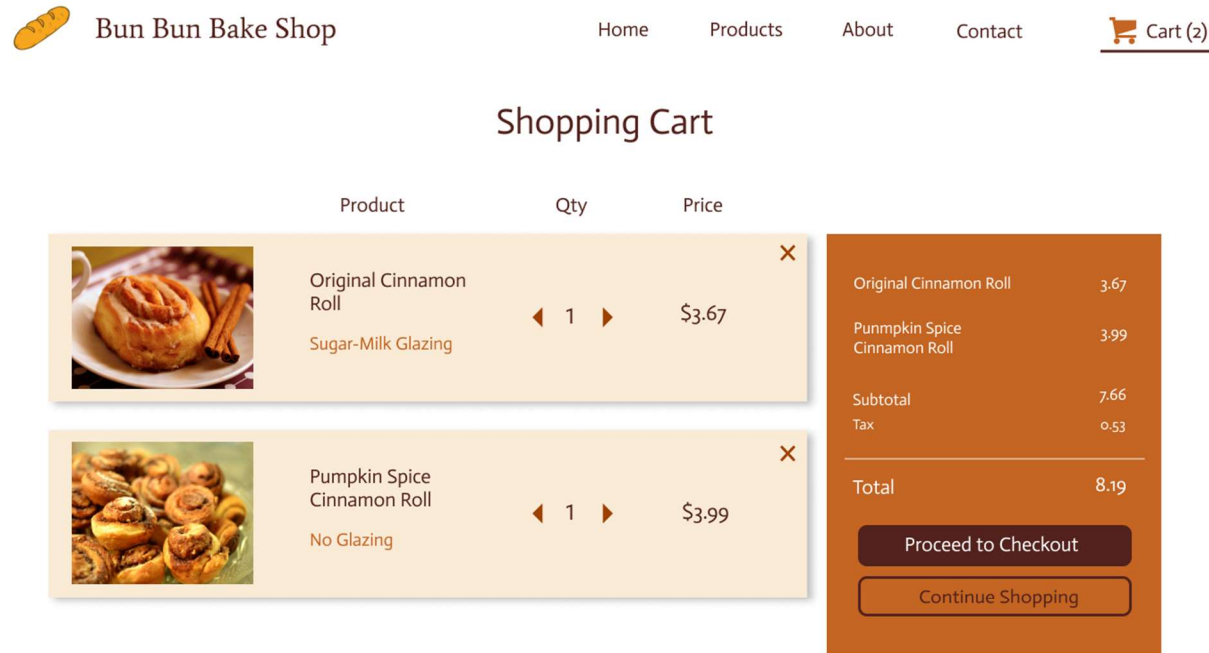 Bun Bun Bake Shop
Home
Products
About
Contact
Cart (2)
Shopping Cart
Product
Qty
Price
Original Cinnamon
Roll
Sugar-Milk Glazing
1
$3.67
Pumpkin Spice
Cinnamon Roll
No Glazing
1
$3.99
Original Cinnamon Roll
3.67
Punmpkin Spice
Cinnamon Roll
3.99
Subtotal
7.66
Tax
0.53
Total
8.19
Proceed to Checkout
Continue Shopping